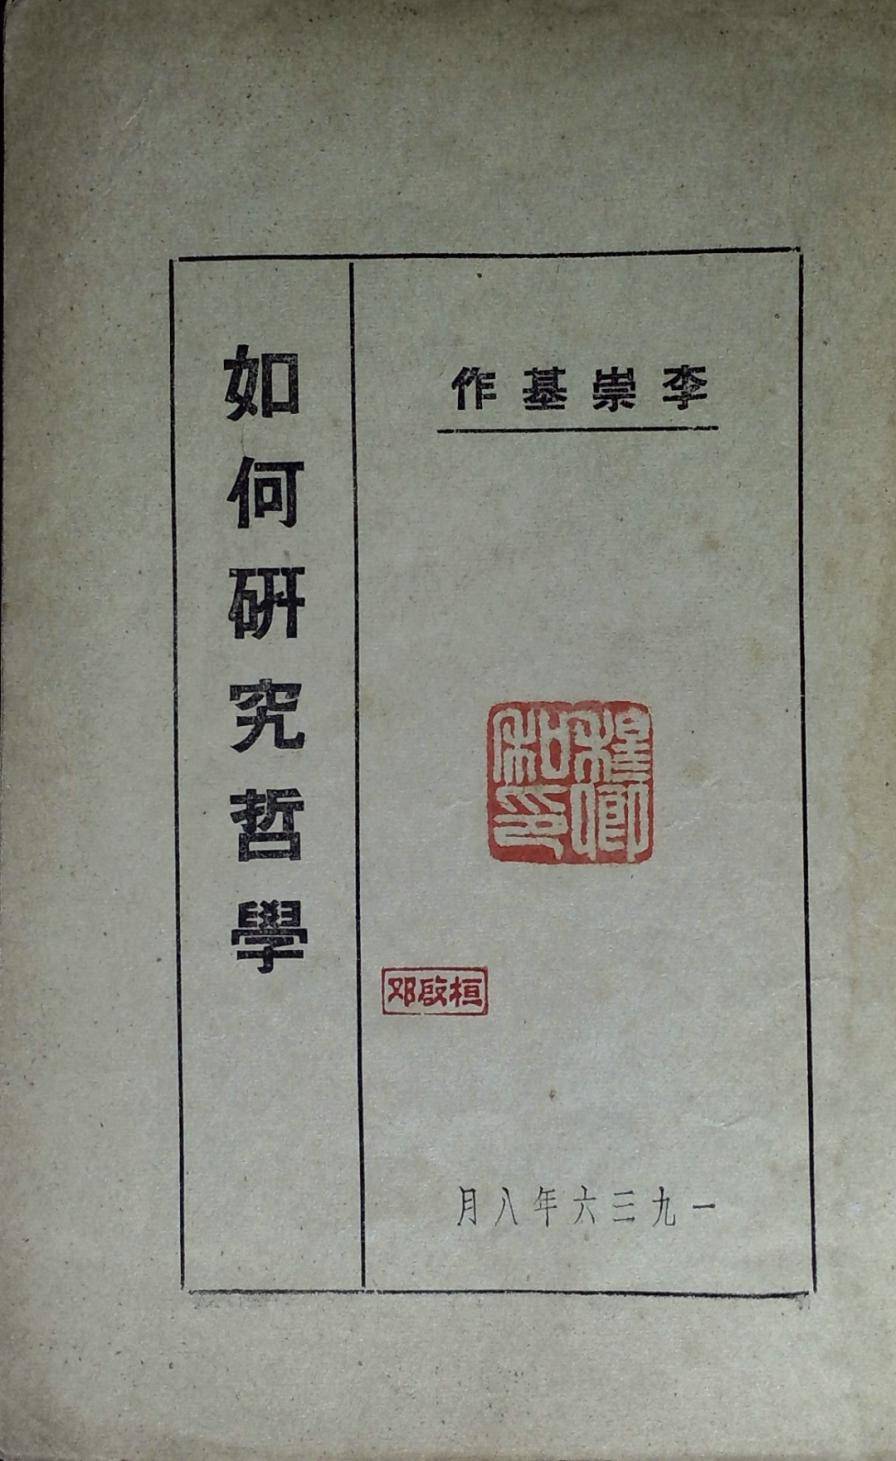 李崇基作
如何研究哲學
邓啟桓
一九三六年八月